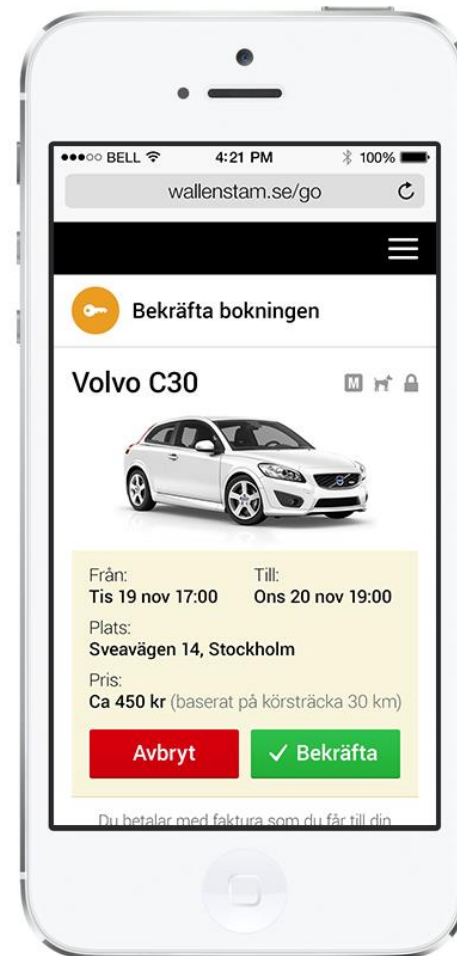 BELL 4:21 PM 100%
wallenstam.se/go
Bekräfta bokningen
Volvo C30 M
Från: Till:
Tis 19 nov 17:00 Ons 20 nov 19:00
Plats:
Sveavägen 14, Stockholm
Pris:
Ca 450 kr (baserat på körsträcka 30 km)
Avbryt ✓ Bekräfta
Du betalar med faktura som du får till din